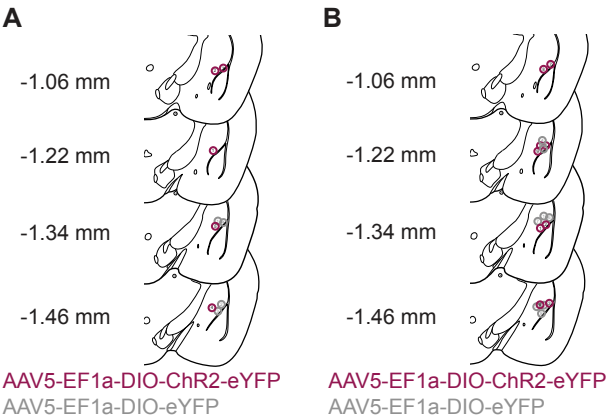 A
B
-1.06 mm
-1.06 mm
-1.22 mm
-1.22 mm
-1.34 mm
-1.34 mm
-1.46 mm
-1.46 mm
AAV5-EF1a-DIO-ChR2-eYFP
AAV5-EF1a-DIO-ChR2-eYFP
AAV5-EF1a-DIO-eYFP
AAV5-EF1a-DIO-eYFP